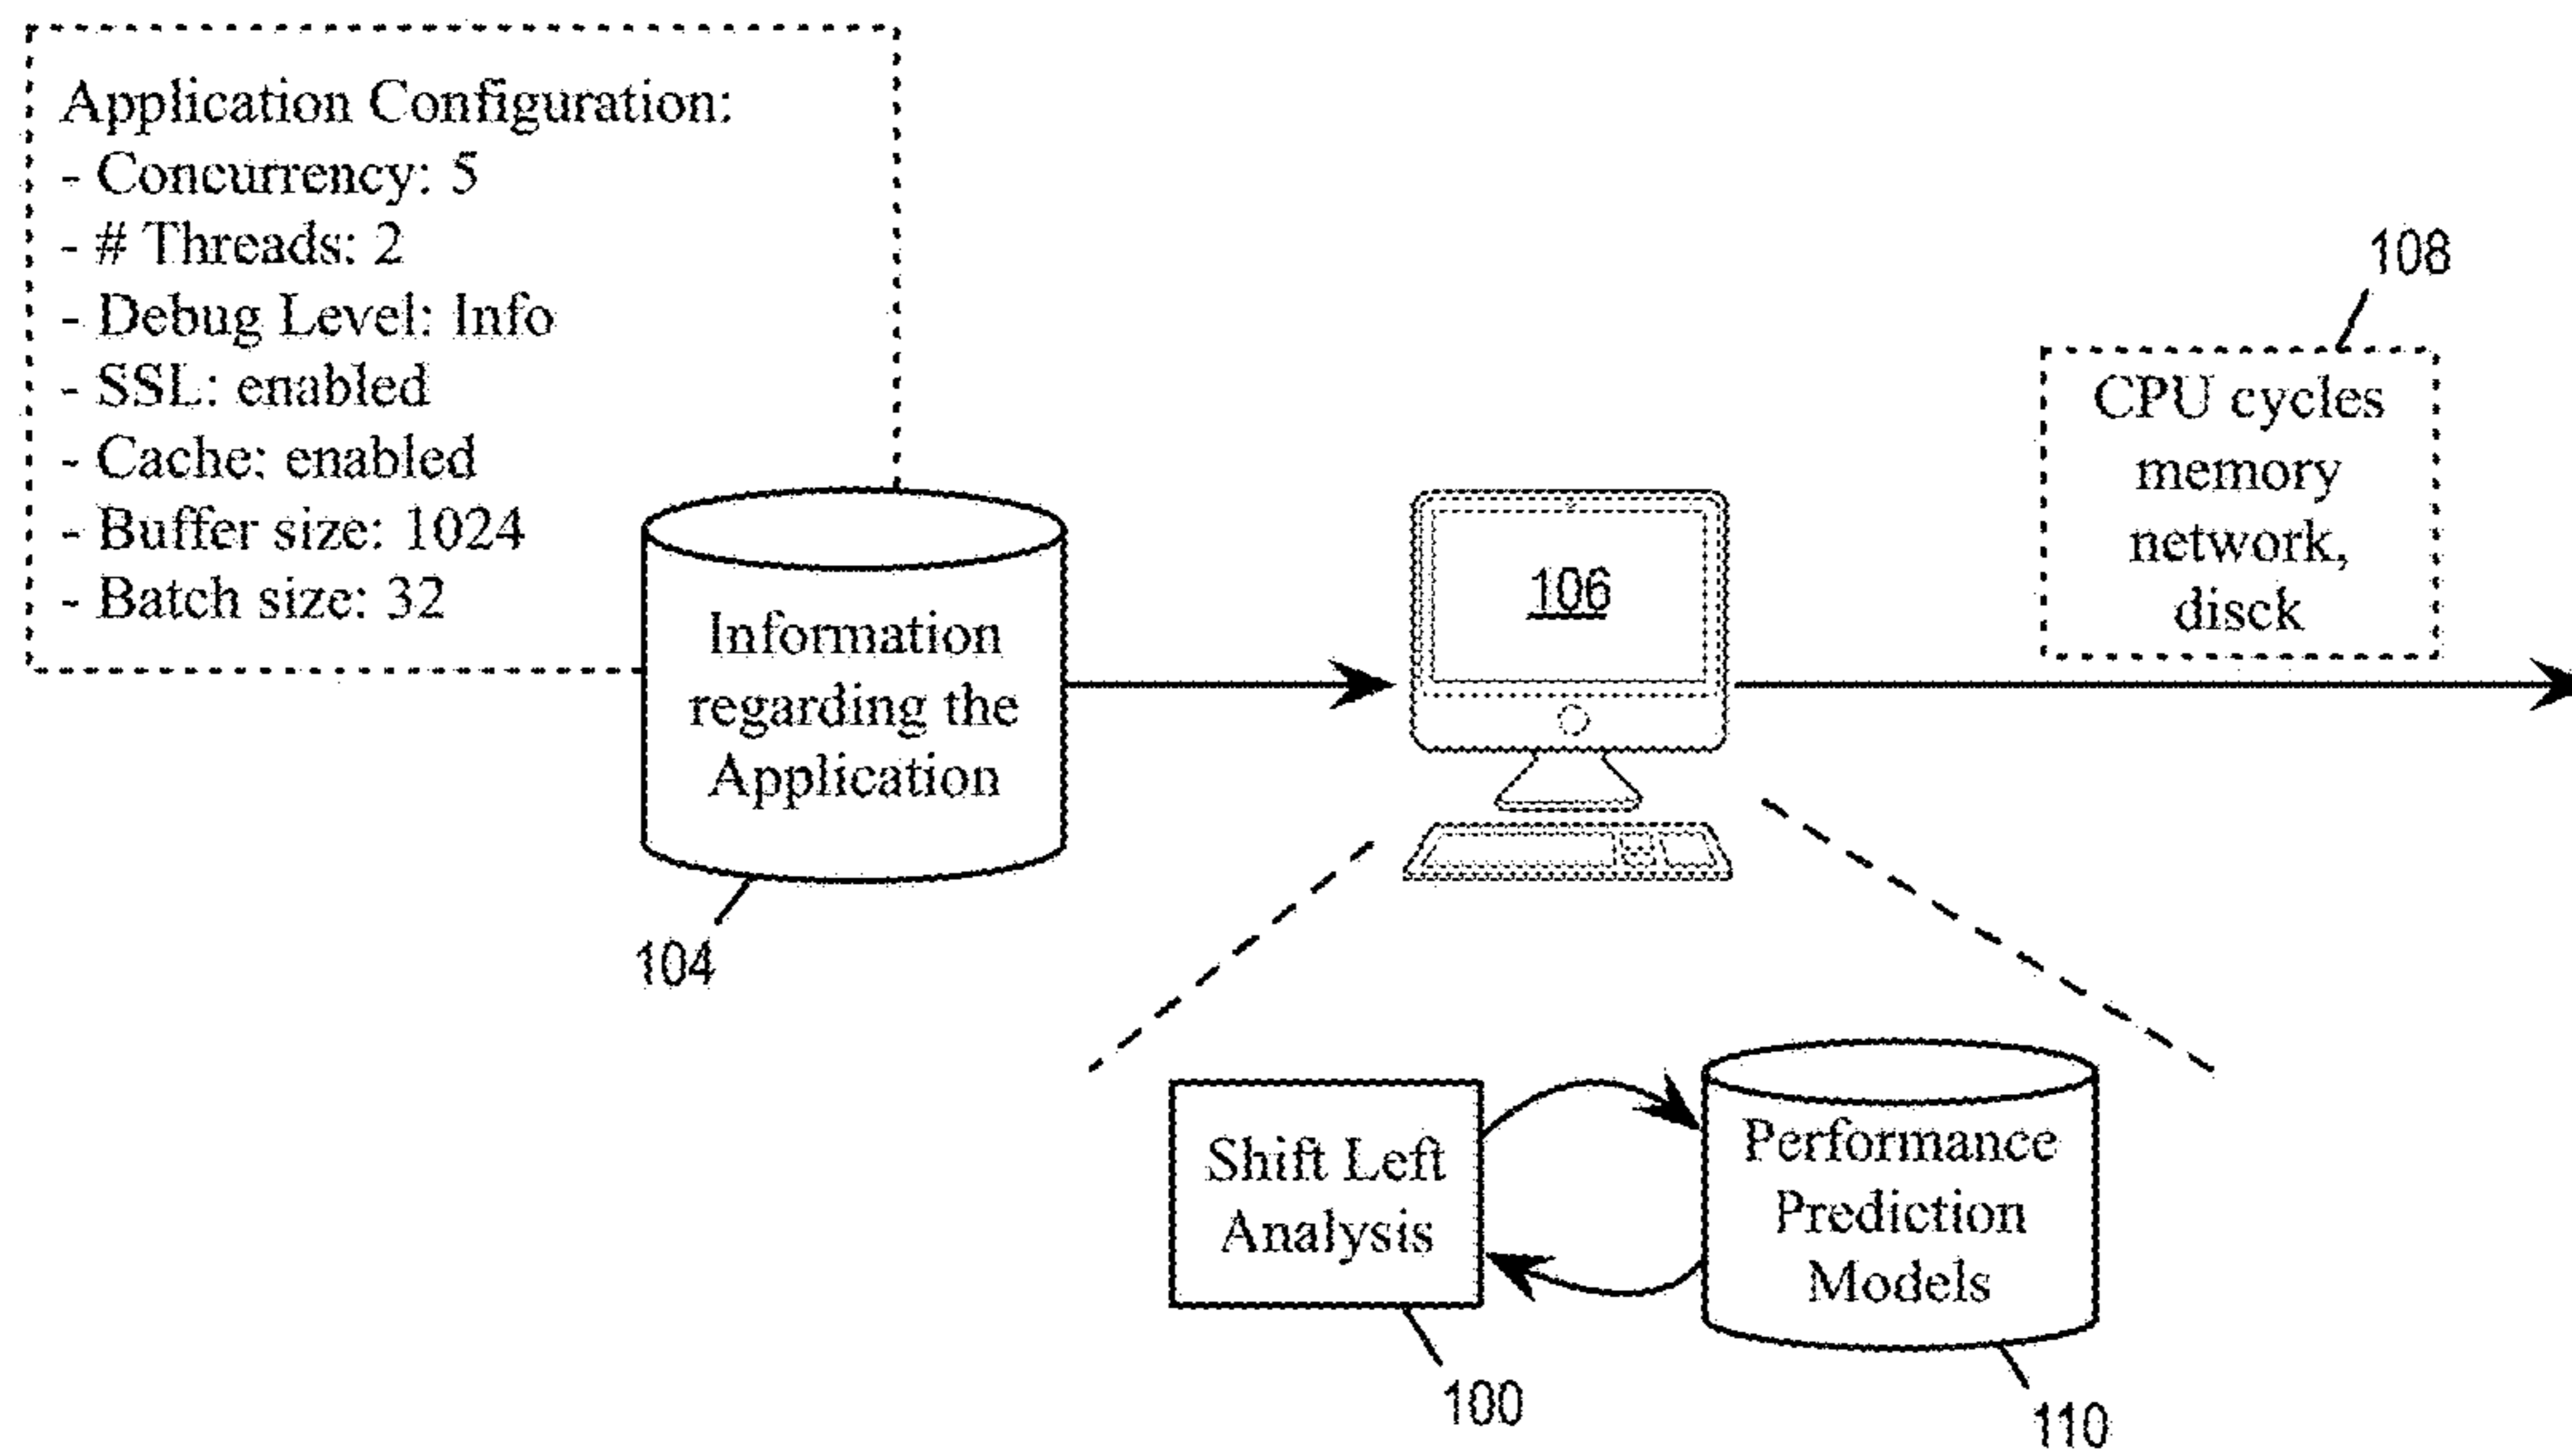 Application Configuration:
- Concurrency: 5
- # Threads: 2
- Debug Level: Info
- SSL: enabled
- Cache: enabled
- Buffer size: 1024
- Batch size: 32
Information
regarding the
Application
104
106
108
CPU cycles
memory
network,
disck
Shift Left
Analysis
100
Performance
Prediction
Models
110